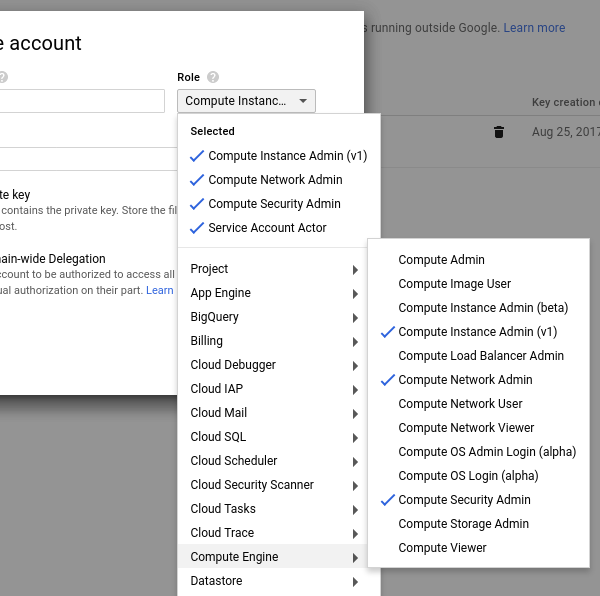 s running outside Google. Learn more
e account
Role
Compute Instanc...
Key creation
Aug 25, 2017
Selected
Compute Instance Admin (v1)
Compute Network Admin
Compute Security Admin
Service Account Actor
te key
contains the private key. Store the fil
ost.
ain-wide Delegation
ccount to be authorized to access all
ual authorization on their part. Learn
Project
App Engine
BigQuery
Billing
Cloud Debugger
Cloud IAP
Cloud Mail
Cloud SQL
Cloud Scheduler
Cloud Security Scanner
Cloud Tasks
Cloud Trace
Compute Engine
Datastore
Compute Admin
Compute Image User
Compute Instance Admin (beta)
Compute Instance Admin (v1)
Compute Load Balancer Admin
Compute Network Admin
Compute Network User
Compute Network Viewer
Compute OS Admin Login (alpha)
Compute OS Login (alpha)
Compute Security Admin
Compute Storage Admin
Compute Viewer